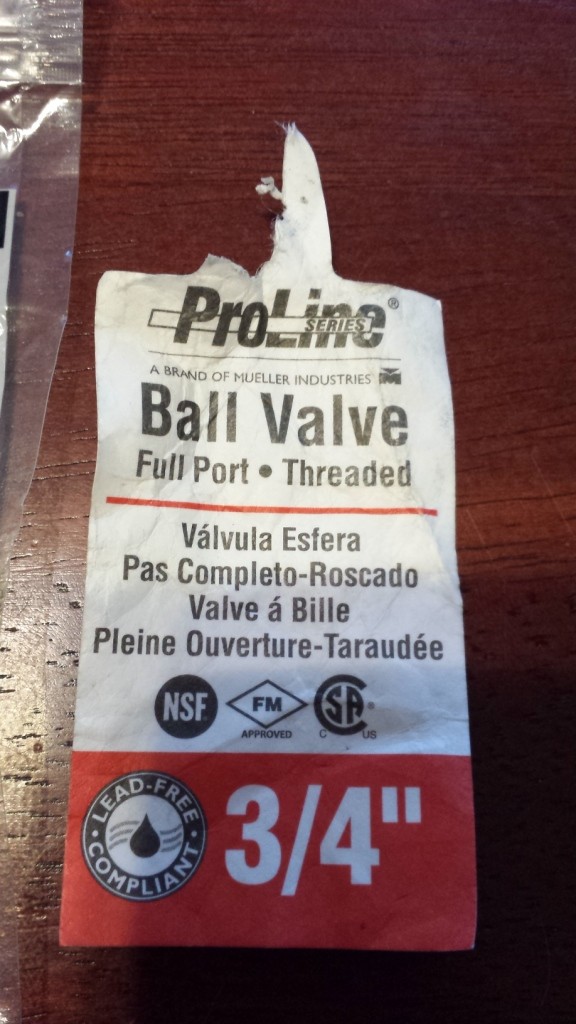 ProLine®
SERIES
A BRAND OF MUELLER INDUSTRIES
Ball Valve
Full Port • Threaded
Válvula Esfera
Pas Completo-Roscado
Valve á Bille
Pleine Ouverture-Taraudée
NSF
FM
APPROVED
CSA®
C US
LEAD-FREE
COMPLIANT
3/4"